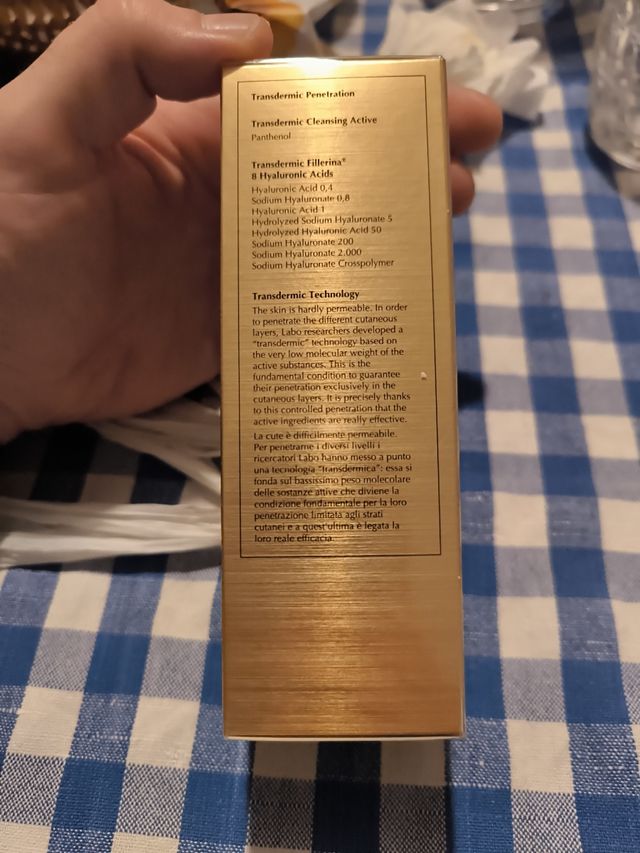 Transdermic Penetration
Transdermic Cleansing Active
Panthenol
Transdermic Fillerina®
8 Hyaluronic Acids
Hyaluronic Acid 0,4
Sodium Hyaluronate 0,8
Hyaluronic Acid 1
Hydrolyzed Sodium Hyaluronate 5
Hydrolyzed Hyaluronic Acid 50
Sodium Hyaluronate 200
Sodium Hyaluronate 2.000
Sodium Hyaluronate Crosspolymer
Transdermic Technology
The skin is hardly permeable. In order
to penetrate the different cutaneous
layers, Labo researchers developed a
"transdermic" technology based on
the very low molecular weight of the
active substances. This is the
fundamental condition to guarantee
their penetration exclusively in the
cutaneous layers. It is precisely thanks
to this controlled penetration that the
active ingredients are really effective.
La cute è difficilmente permeabile.
Per penetrarne i diversi livelli i
ricercatori Labo hanno messo a punto
una tecnologia "transdermica": essa si
fonda sul bassissimo peso molecolare
delle sostanze attive che diviene la
condizione fondamentale per la loro
penetrazione limitata agli strati
cutanei e a quest'ultima è legata la
loro reale efficacia.